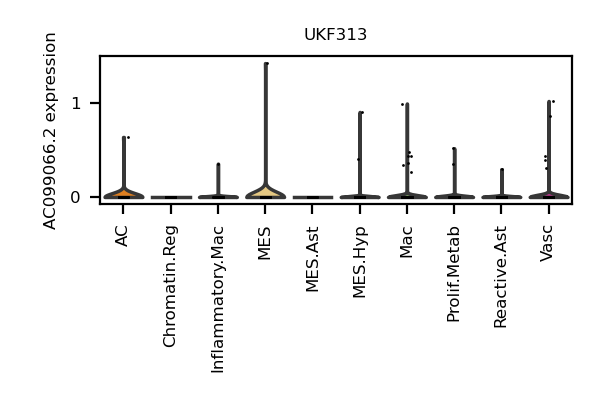 UKF313
AC099066.2 expression
1
0
AC
Chromatin.Reg
Inflammatory.Mac
MES
MES.Ast
MES.Hyp
Mac
Prolif.Metab
Reactive.Ast
Vasc